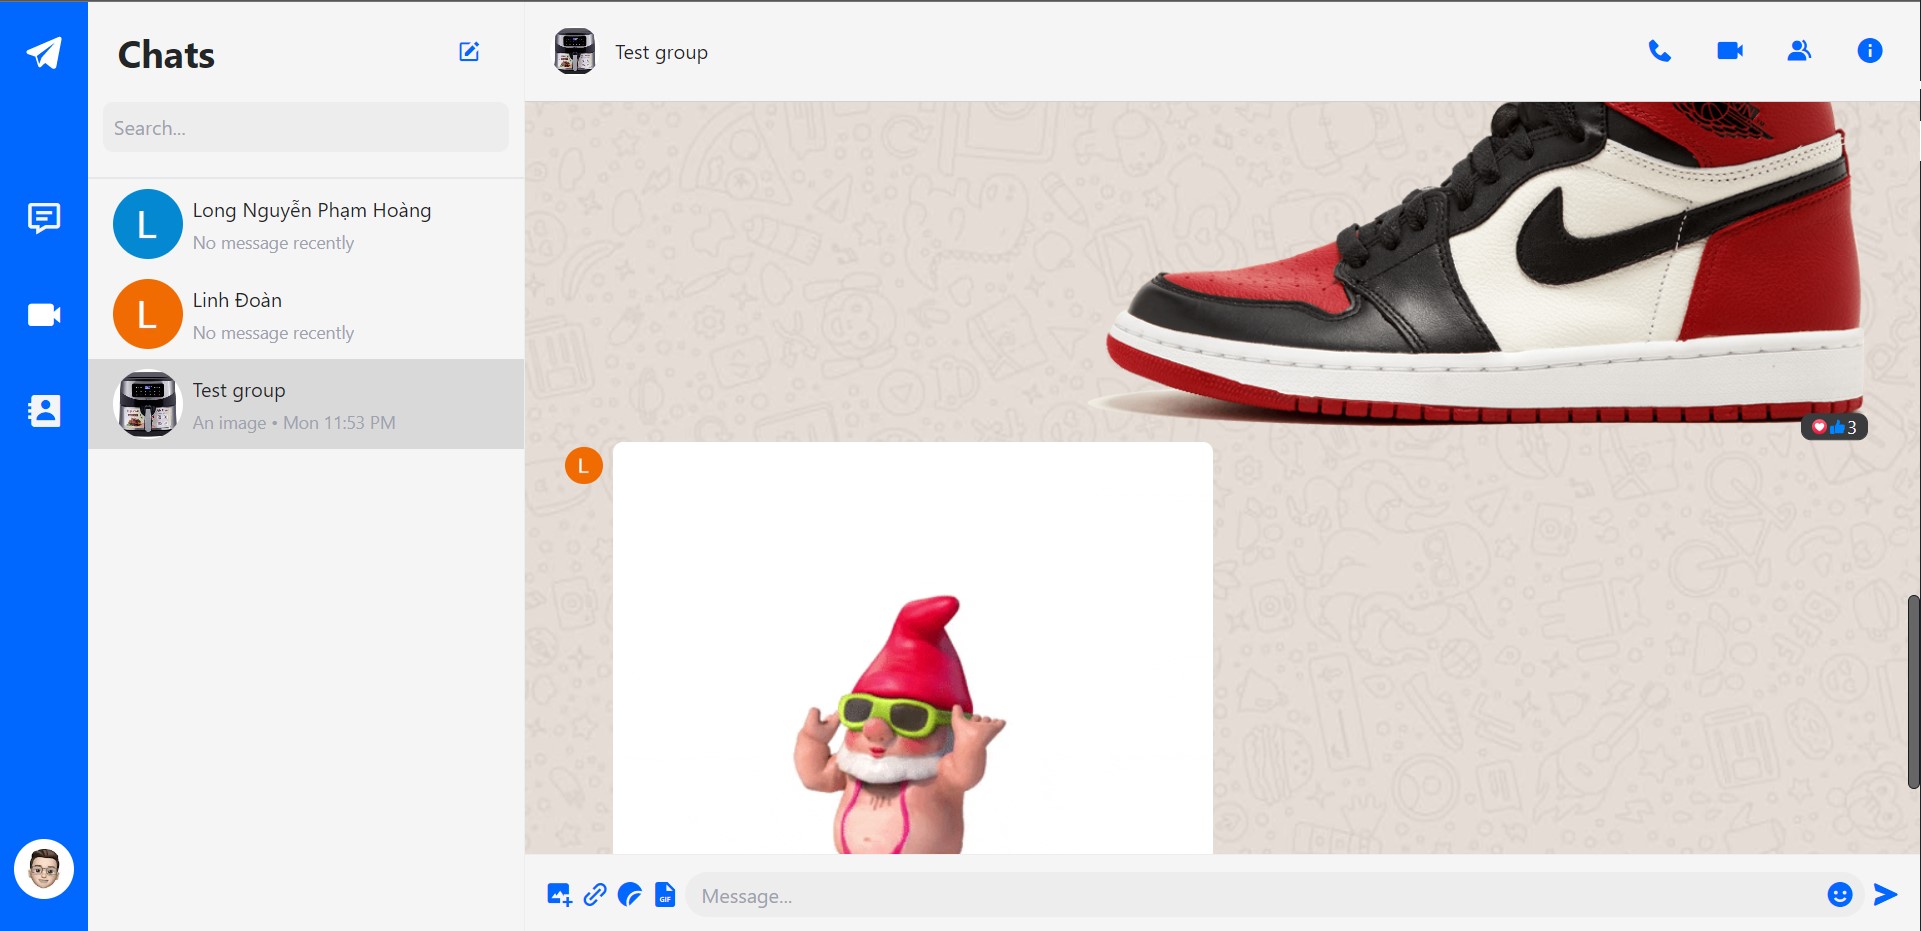 Chats
Search...
L
Long Nguyễn Phạm Hoàng
No message recently
L
Linh Đoàn
No message recently
Test group
An image • Mon 11:53 PM
Test group
3
L
GIF
Message...